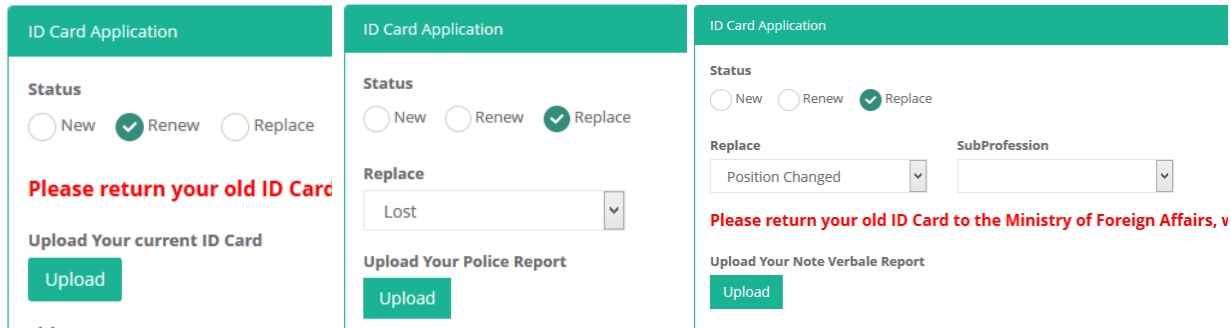 ID Card Application
Status
New Renew Replace
Please return your old ID Card
Upload Your current ID Card
Upload
ID Card Application
Status
New Renew Replace
Replace
Lost
Upload Your Police Report
Upload
ID Card Application
Status
New Renew Replace
Replace SubProfession
Position Changed
Please return your old ID Card to the Ministry of Foreign Affairs,
Upload Your Note Verbale Report
Upload